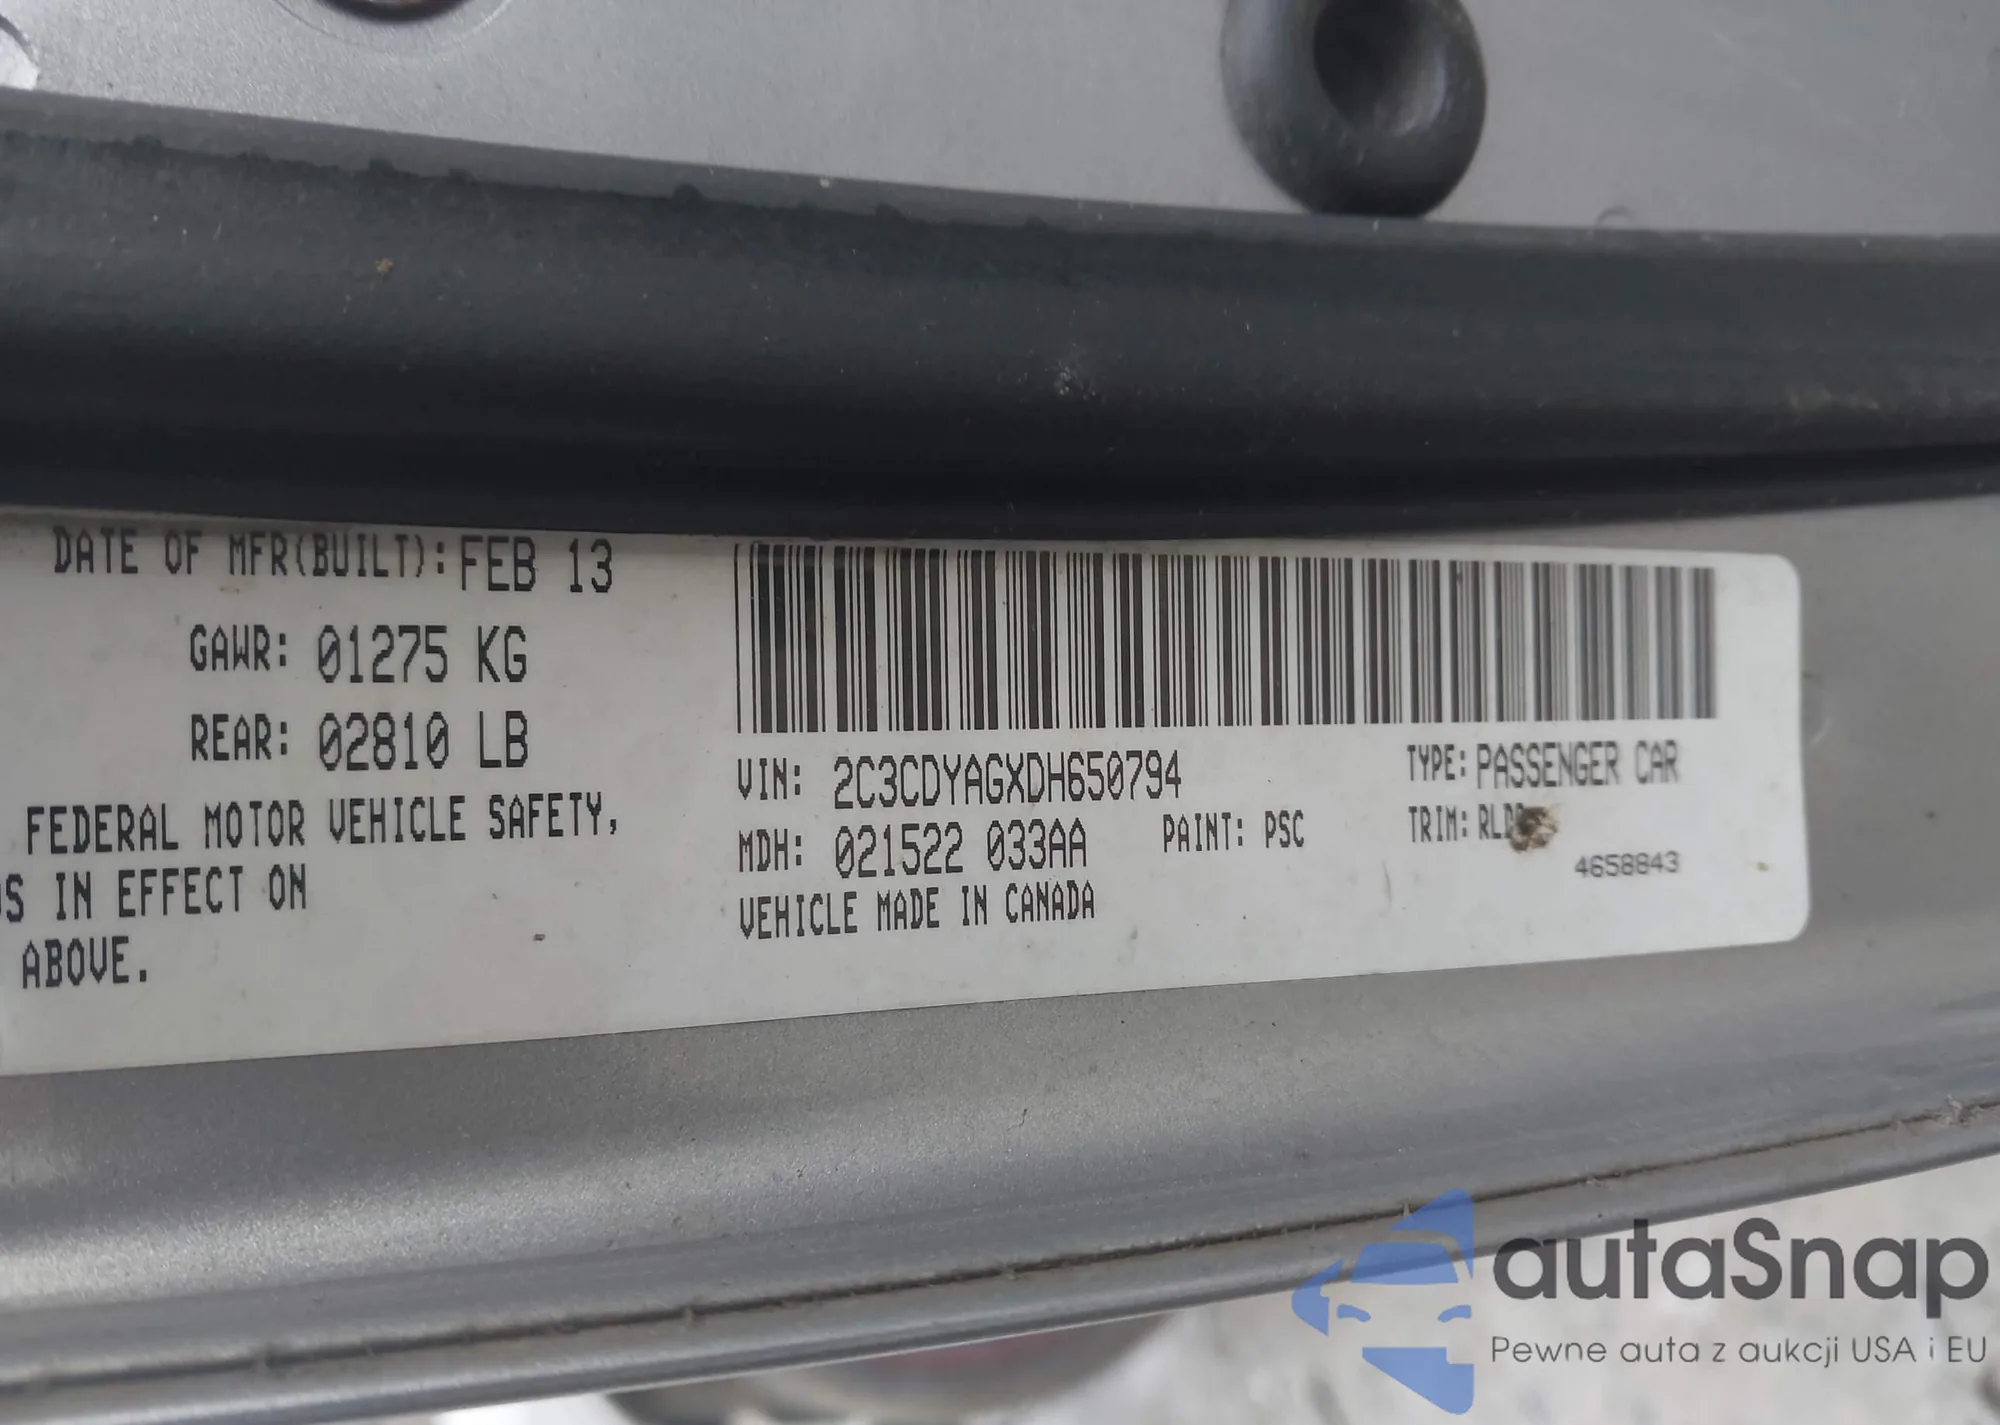 DATE OF MFR(BUILT): FEB 13
GAWR: 01275 KG
REAR: 02810 LB
FEDERAL MOTOR VEHICLE SAFETY,
IN EFFECT ON
ABOVE.
VIN: 2C3CDYAGXDH650794
TYPE: PASSENGER CAR
MDH: 021522 033AA
PAINT: PSC
TRIM:
4658843
VEHICLE MADE IN CANADA
autaSnap
Pewne auta z aukcji USA i EU